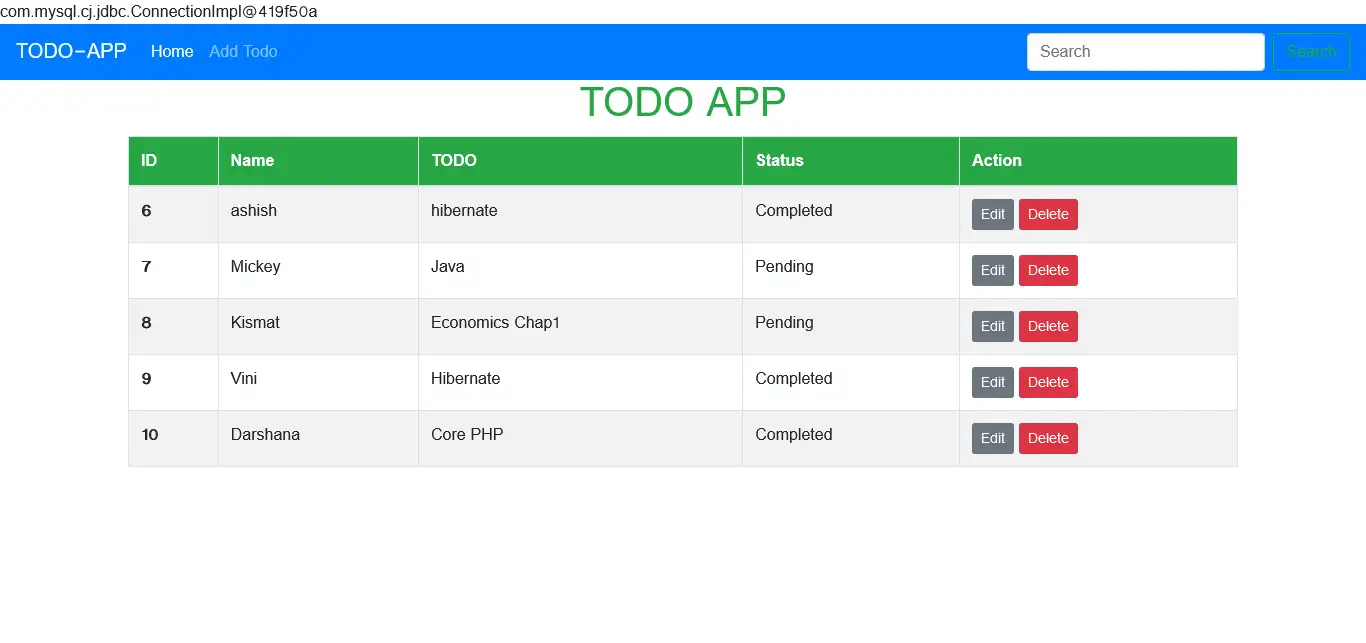 com.mysql.cj.jdbc.ConnectionImpl@419f50a
TODO-APP Home Add Todo Search Search
TODO APP
ID Name TODO Status Action
6 ashish hibernate Completed Edit Delete
7 Mickey Java Pending Edit Delete
8 Kismat Economics Chap1 Pending Edit Delete
9 Vini Hibernate Completed Edit Delete
10 Darshana Core PHP Completed Edit Delete